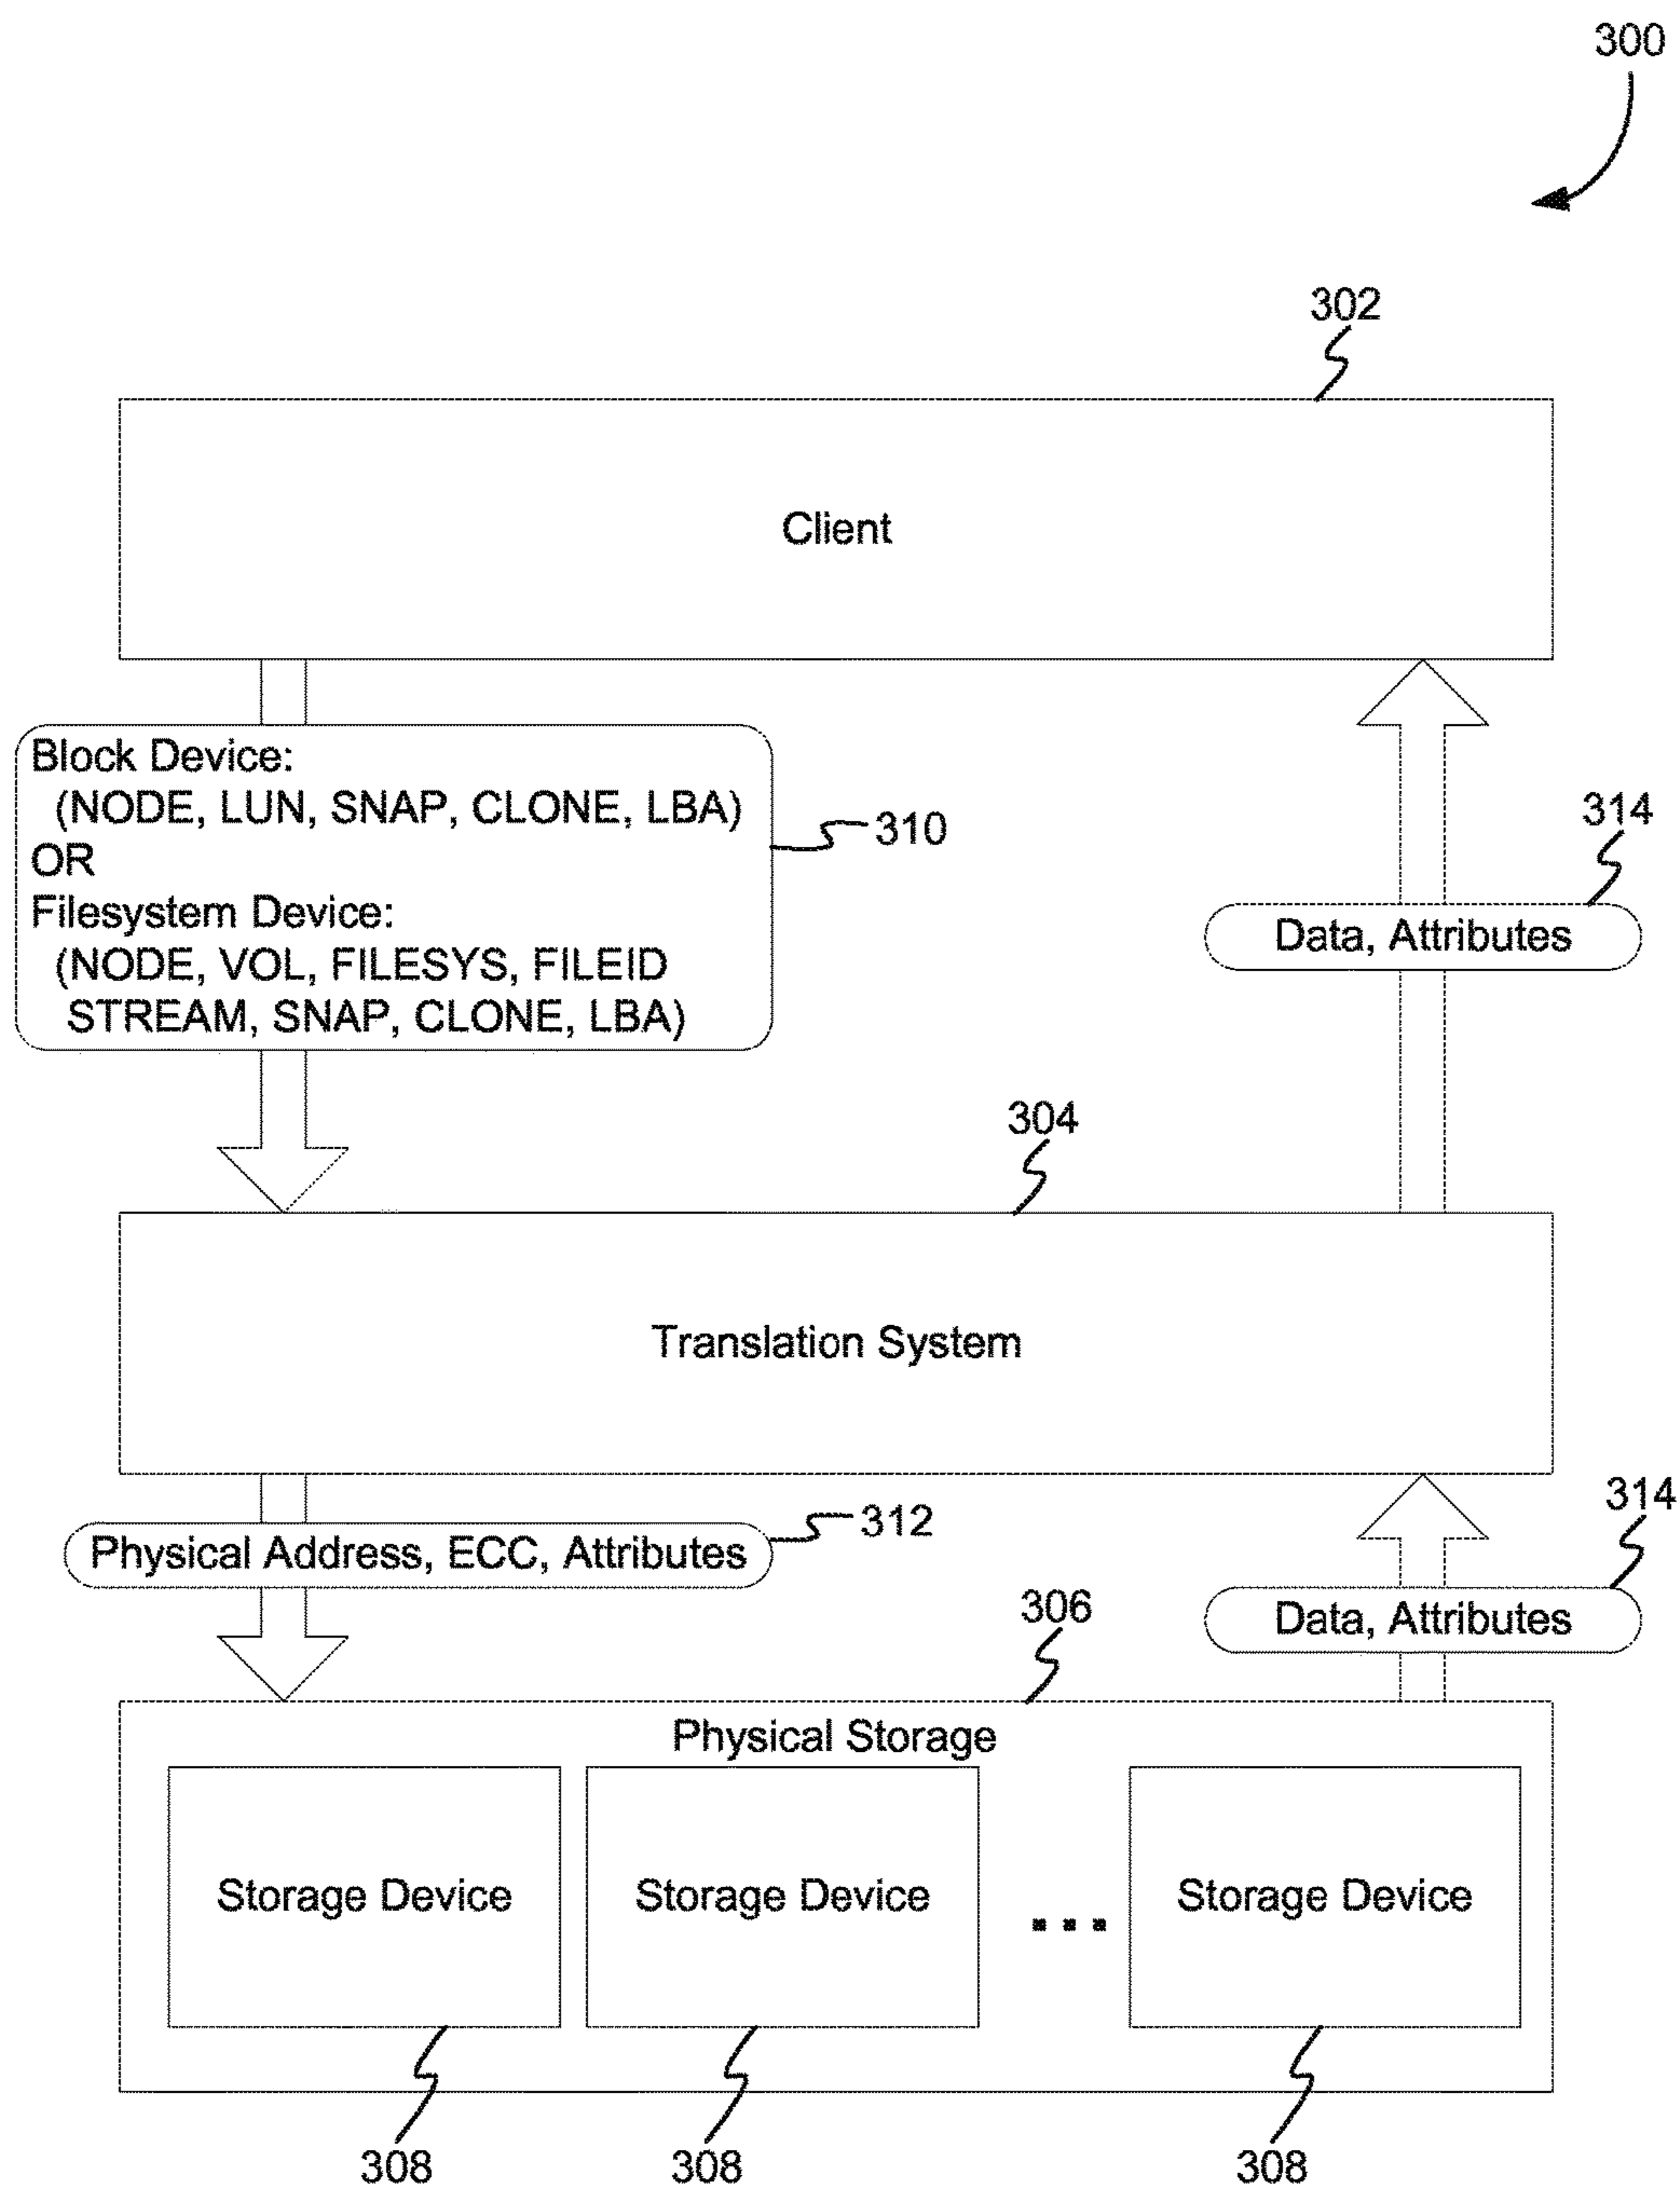 300
302
Client
Block Device:
(NODE, LUN, SNAP, CLONE, LBA)
OR
Filesystem Device:
(NODE, VOL, FILESYS, FILEID
STREAM, SNAP, CLONE, LBA)
310
314
Data, Attributes
304
Translation System
Physical Address, ECC, Attributes
312
314
Data, Attributes
306
Physical Storage
Storage Device
Storage Device
...
Storage Device
308
308
308